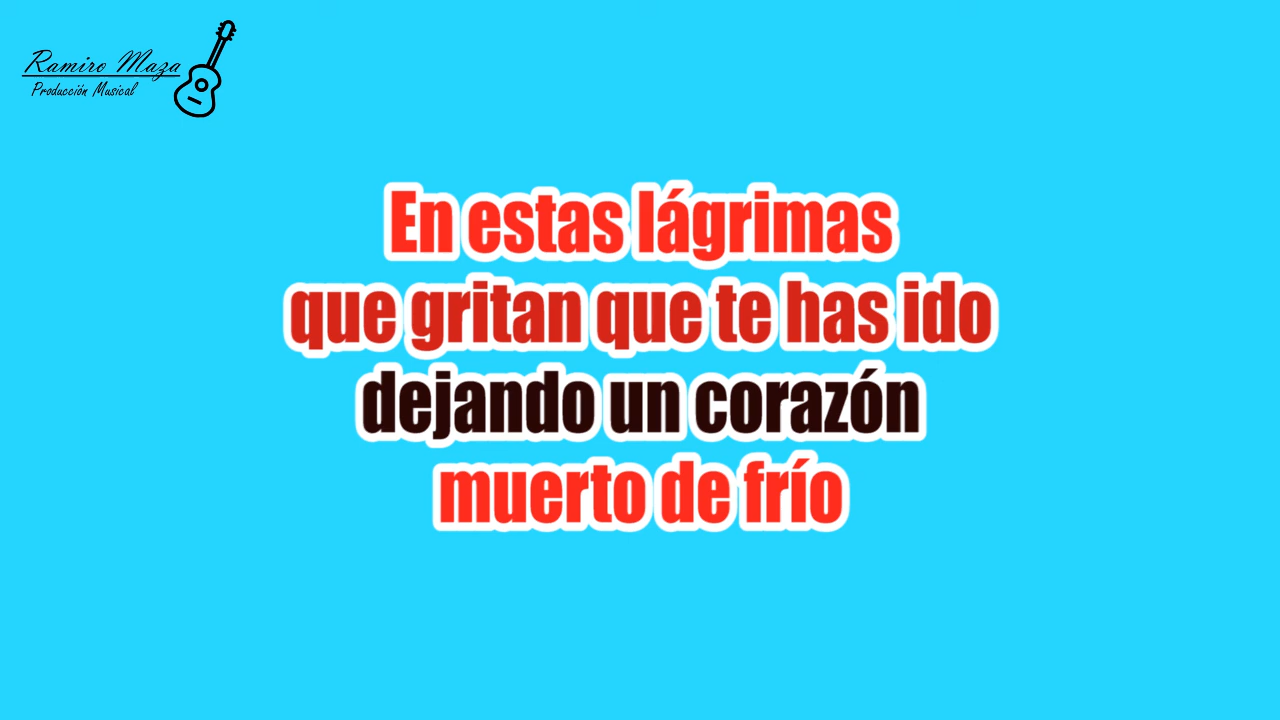 Ramiro Maza
Producción Musical
En estas lágrimas
que gritan que te has ido
dejando un corazón
muerto de frío